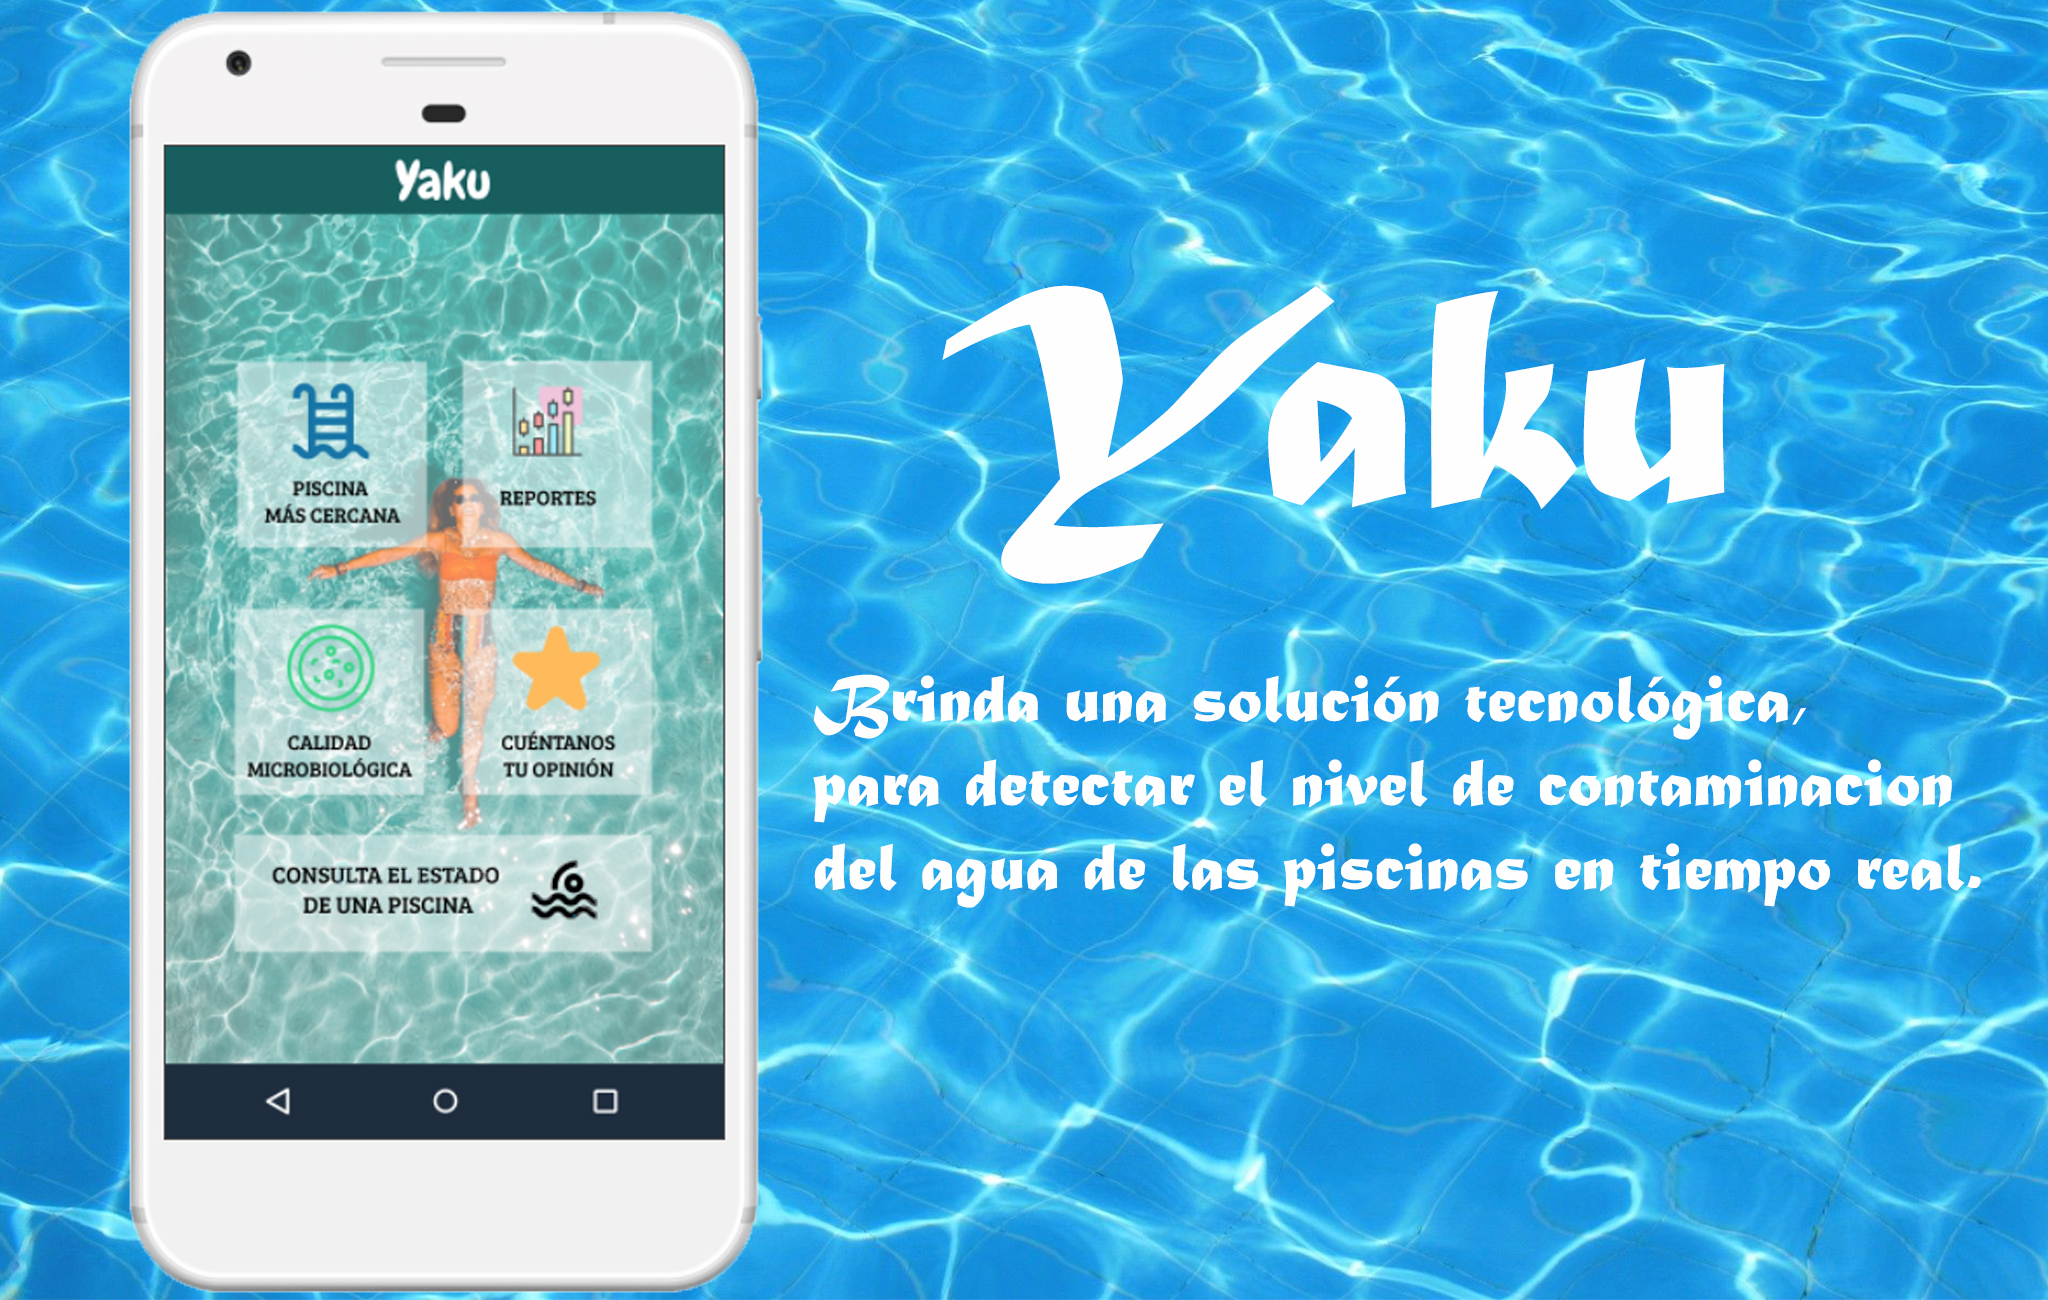 Yaku
PISCINA
MÁS CERCANA
REPORTES
CALIDAD
MICROBIOLÓGICA
CUÉNTANOS
TU OPINIÓN
CONSULTA EL ESTADO
DE UNA PISCINA
Yaku
Brinda una solución tecnológica,
para detectar el nivel de contaminacion
del agua de las piscinas en tiempo real.